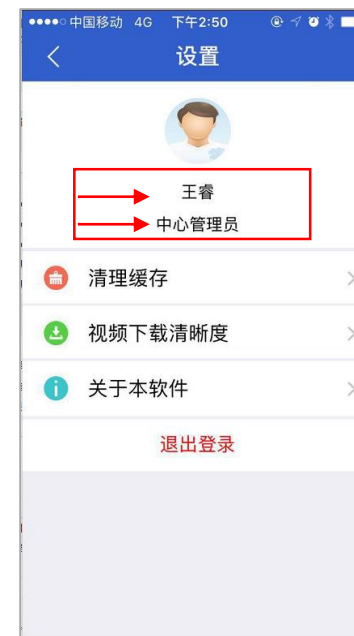 中国移动 4G 下午2:50
设置
王睿
中心管理员
清理缓存
视频下载清晰度
关于本软件
退出登录